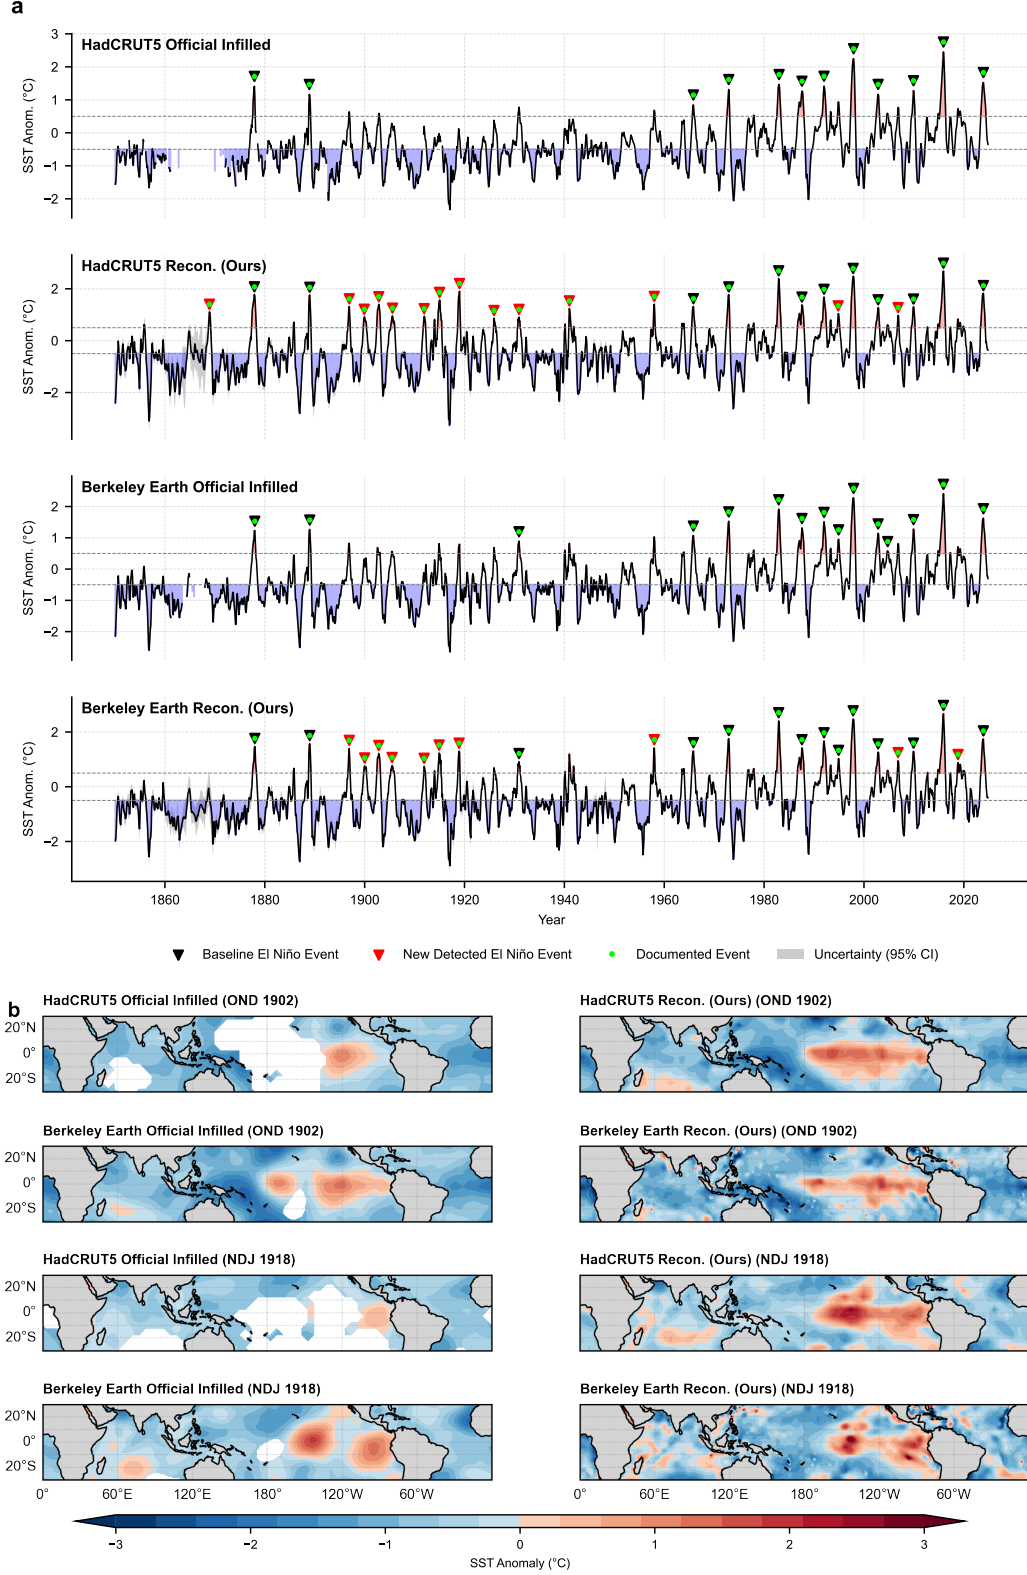 a
HadCRUT5 Official Infilled
3
2
1
0
−1
−2
SST Anom. (°C)
HadCRUT5 Recon. (Ours)
2
0
−2
SST Anom. (°C)
Berkeley Earth Official Infilled
2
1
0
−1
−2
SST Anom. (°C)
Berkeley Earth Recon. (Ours)
2
0
−2
SST Anom. (°C)
1860 1880 1900 1920 1940 1960 1980 2000 2020
Year
Baseline El Niño Event New Detected El Niño Event Documented Event Uncertainty (95% CI)
b
HadCRUT5 Official Infilled (OND 1902) HadCRUT5 Recon. (Ours) (OND 1902)
20°N
0°
20°S
Berkeley Earth Official Infilled (OND 1902) Berkeley Earth Recon. (Ours) (OND 1902)
20°N
0°
20°S
HadCRUT5 Official Infilled (NDJ 1918) HadCRUT5 Recon. (Ours) (NDJ 1918)
20°N
0°
20°S
Berkeley Earth Official Infilled (NDJ 1918) Berkeley Earth Recon. (Ours) (NDJ 1918)
20°N
0°
20°S
0° 60°E 120°E 180° 120°W 60°W 0° 60°E 120°E 180° 120°W 60°W
−3 −2 −1 0 1 2 3
SST Anomaly (°C)